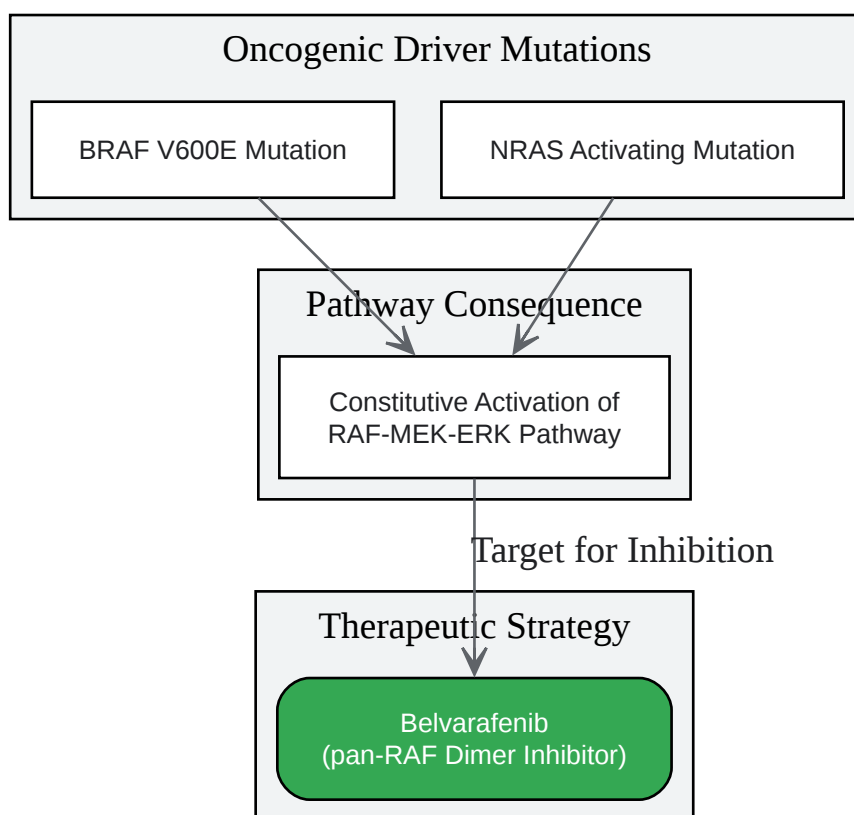 Oncogenic Driver Mutations
BRAF V600E Mutation
NRAS Activating Mutation
Pathway Consequence
Constitutive Activation of
RAF-MEK-ERK Pathway
Target for Inhibition
Therapeutic Strategy
Belvarafenib
(pan-RAF Dimer Inhibitor)